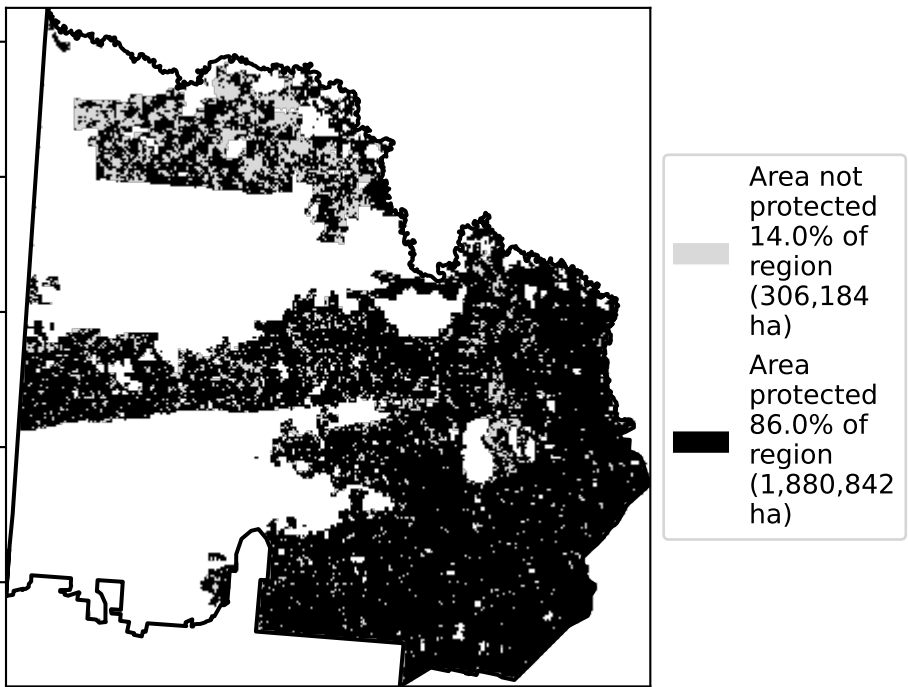 Area not
protected
14.0% of
region
(306,184
ha)
Area
protected
86.0% of
region
(1,880,842
ha)